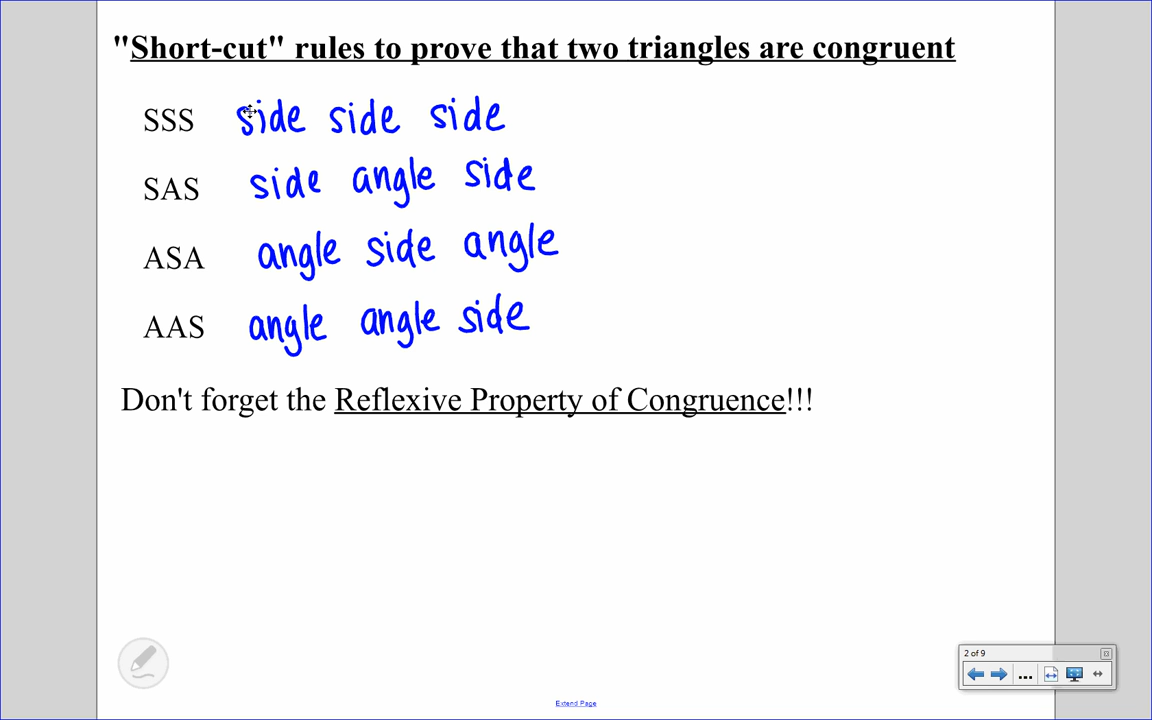 "Short-cut" rules to prove that two triangles are congruent
SSS side side side
SAS side angle side
ASA angle side angle
AAS angle angle side
Don't forget the Reflexive Property of Congruence!!!
2 of 9
...
Extend Page